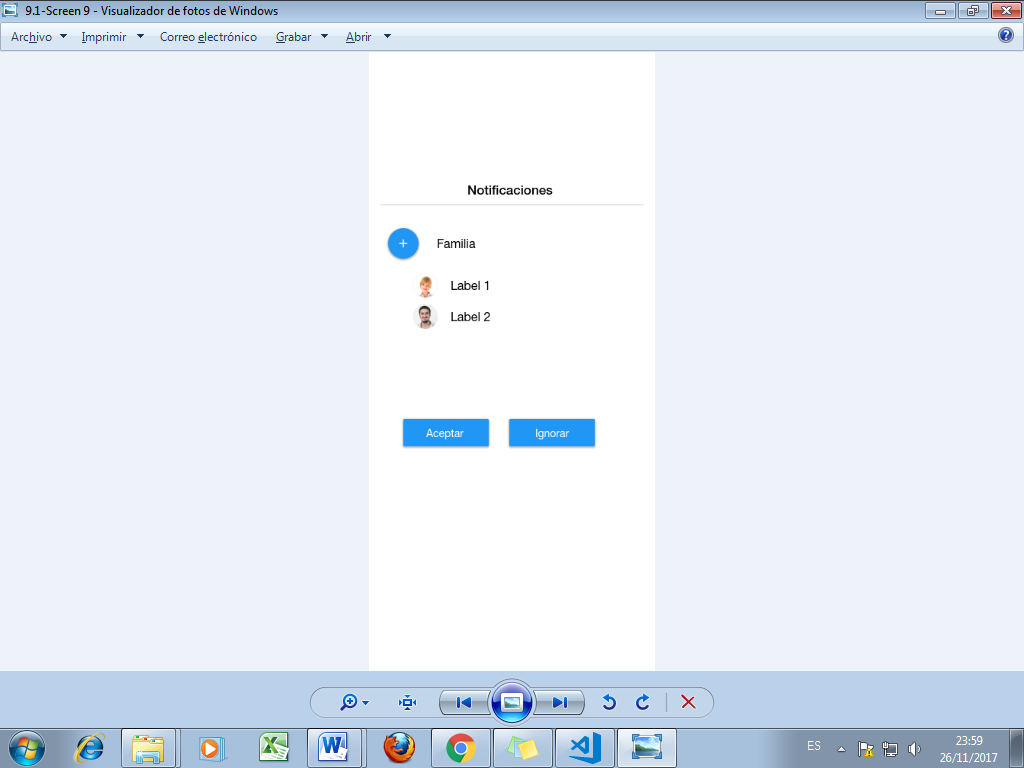 9.1-Screen 9 - Visualizador de fotos de Windows
Archivo Imprimir Correo electrónico Grabar Abrir
Notificaciones
+ Familia
Label 1
Label 2
Aceptar Ignorar
ES
23:59
26/11/2017